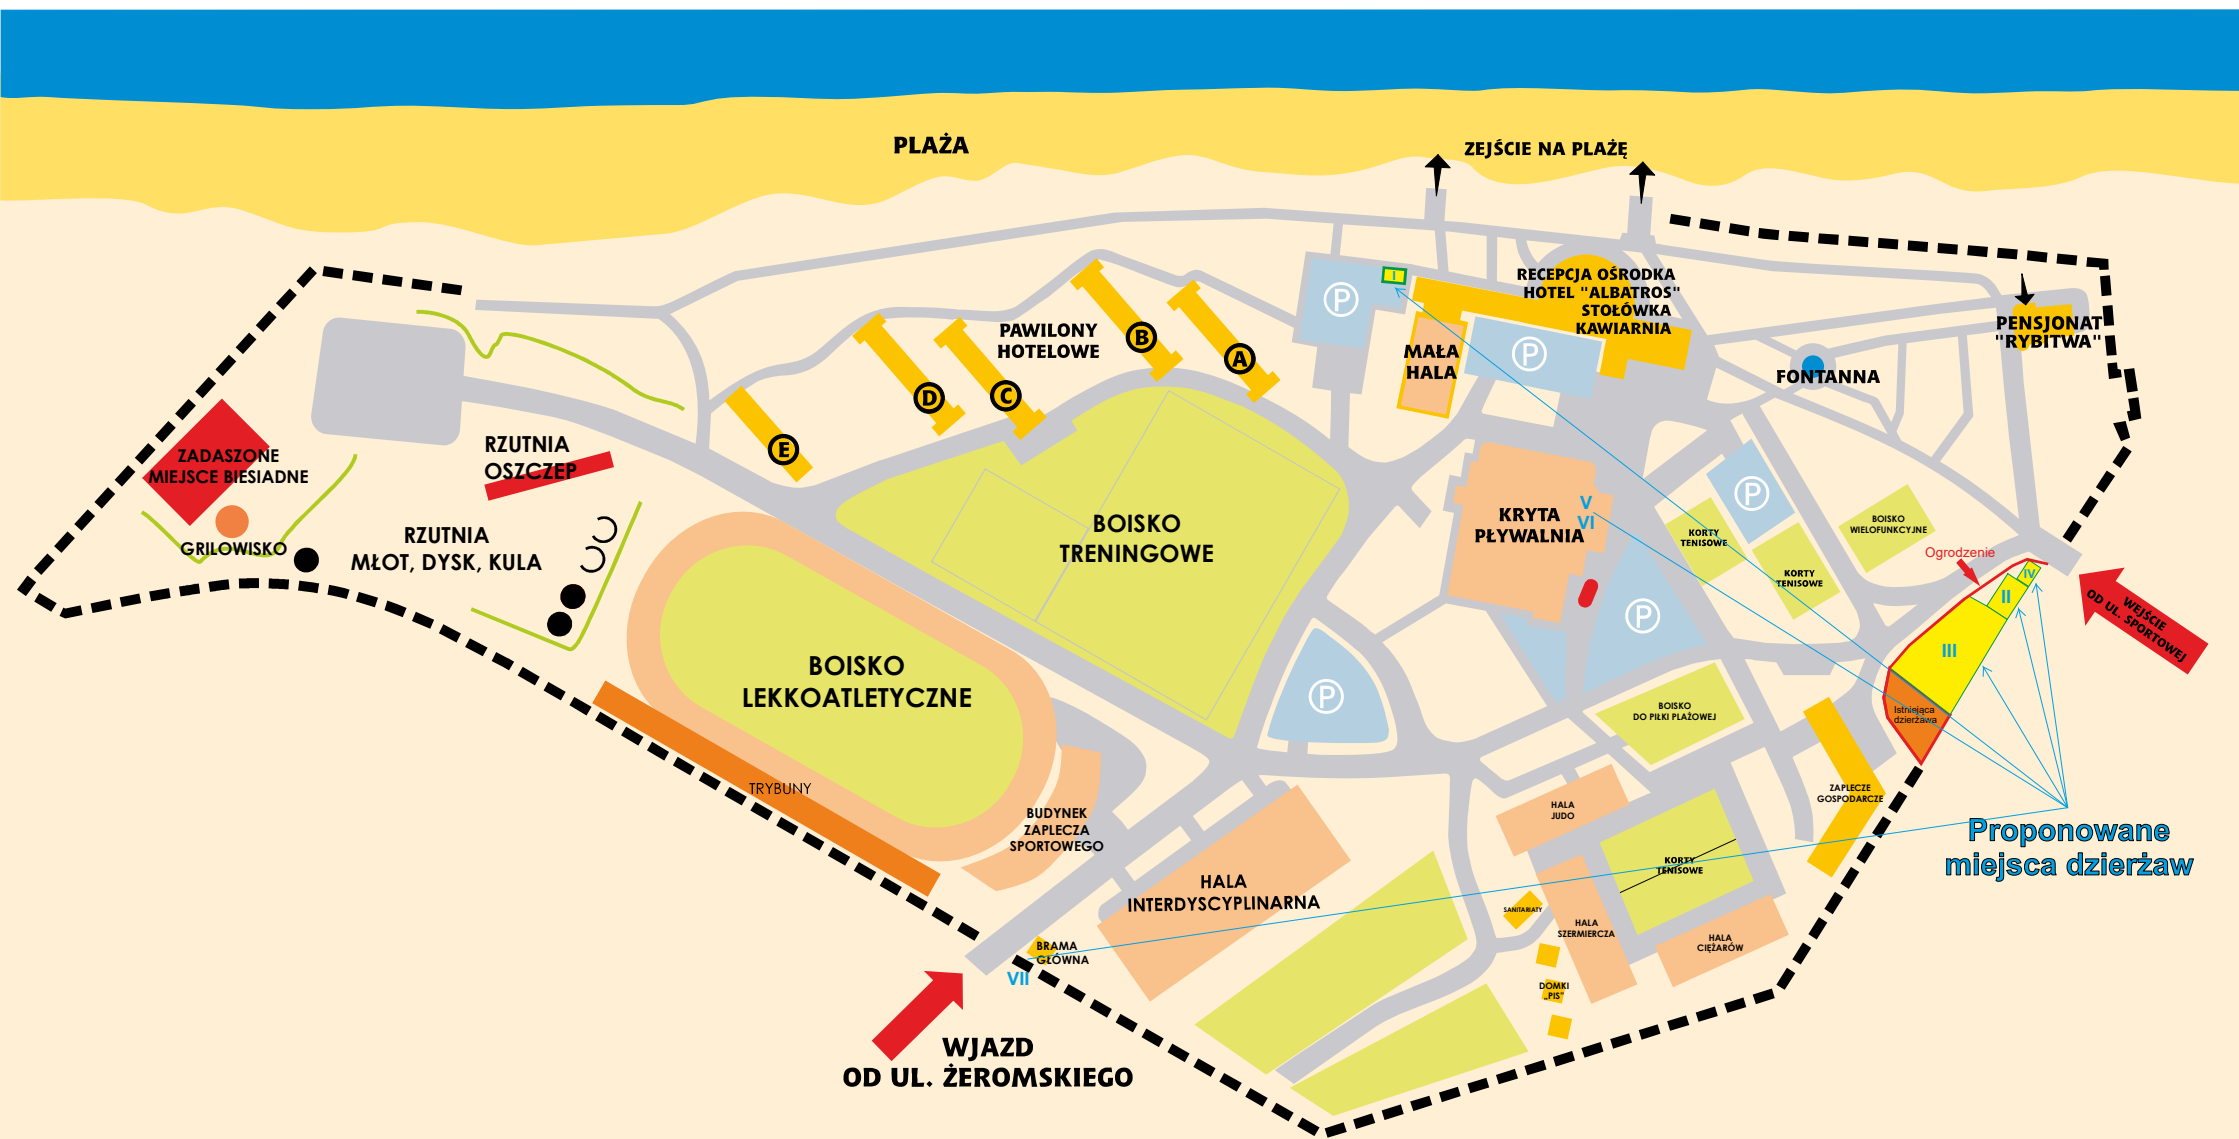 PLAŻA
ZEJŚCIE NA PLAŻĘ
RECEPCJA OŚRODKA
HOTEL "ALBATROS"
STOŁÓWKA
KAWIARNIA
I
P
P
MAŁA
HALA
PAWILONY
HOTELOWE
A
B
C
D
E
PENSJONAT
"RYBITWA"
FONTANNA
ZADASZONE
MIEJSCE BIESIADNE
GRILOWISKO
RZUTNIA
OSZCZEP
RZUTNIA
MŁOT, DYSK, KULA
BOISKO
TRENINGOWE
KRYTA
PŁYWALNIA
V
VI
P
KORTY
TENISOWE
KORTY
TENISOWE
BOISKO
WIELOFUNKCYJNE
Ogrodzenie
IV
II
III
Istniejąca
dzierżawa
WEJŚCIE
OD UL. SPORTOWEJ
P
P
BOISKO
LEKKOATLETYCZNE
TRYBUNY
BOISKO
DO PIŁKI PLAŻOWEJ
ZAPLECZE
GOSPODARCZE
BUDYNEK
ZAPLECZA
SPORTOWEGO
HALA
JUDO
Proponowane
miejsca dzierżaw
KORTY
TENISOWE
HALA
INTERDYSCYPLINARNA
SANITARIATY
HALA
SZERMIERCZA
HALA
CIĘŻARÓW
BRAMA
GŁÓWNA
VII
DOMKI
„PIS"
WJAZD
OD UL. ŻEROMSKIEGO